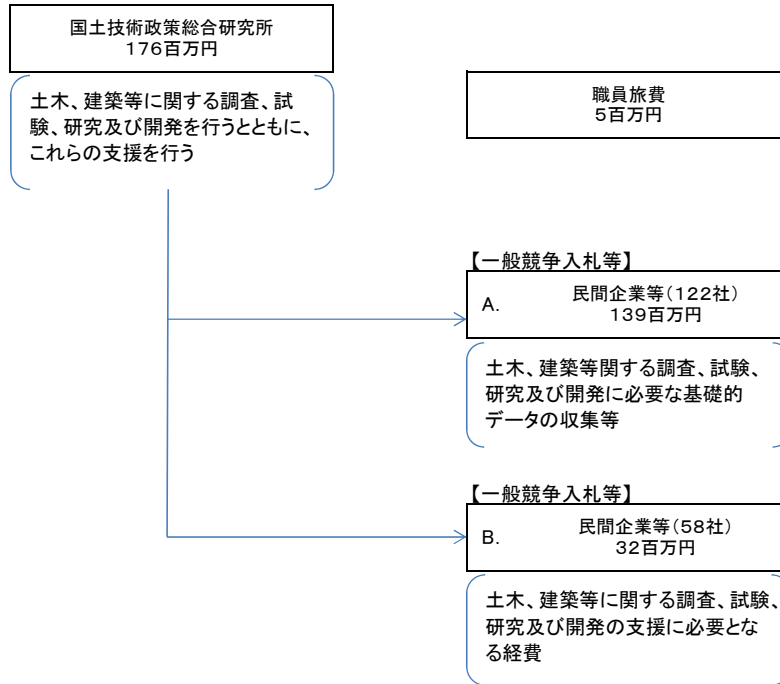 国土技術政策総合研究所
176百万円
土木、建築等に関する調査、試
験、研究及び開発を行うとともに、
これらの支援を行う
職員旅費
5百万円
【一般競争入札等】
A. 民間企業等(122社)
139百万円
土木、建築等関する調査、試験、
研究及び開発に必要な基礎的
データの収集等
【一般競争入札等】
B. 民間企業等(58社)
32百万円
土木、建築等に関する調査、試験、
研究及び開発の支援に必要とな
る経費